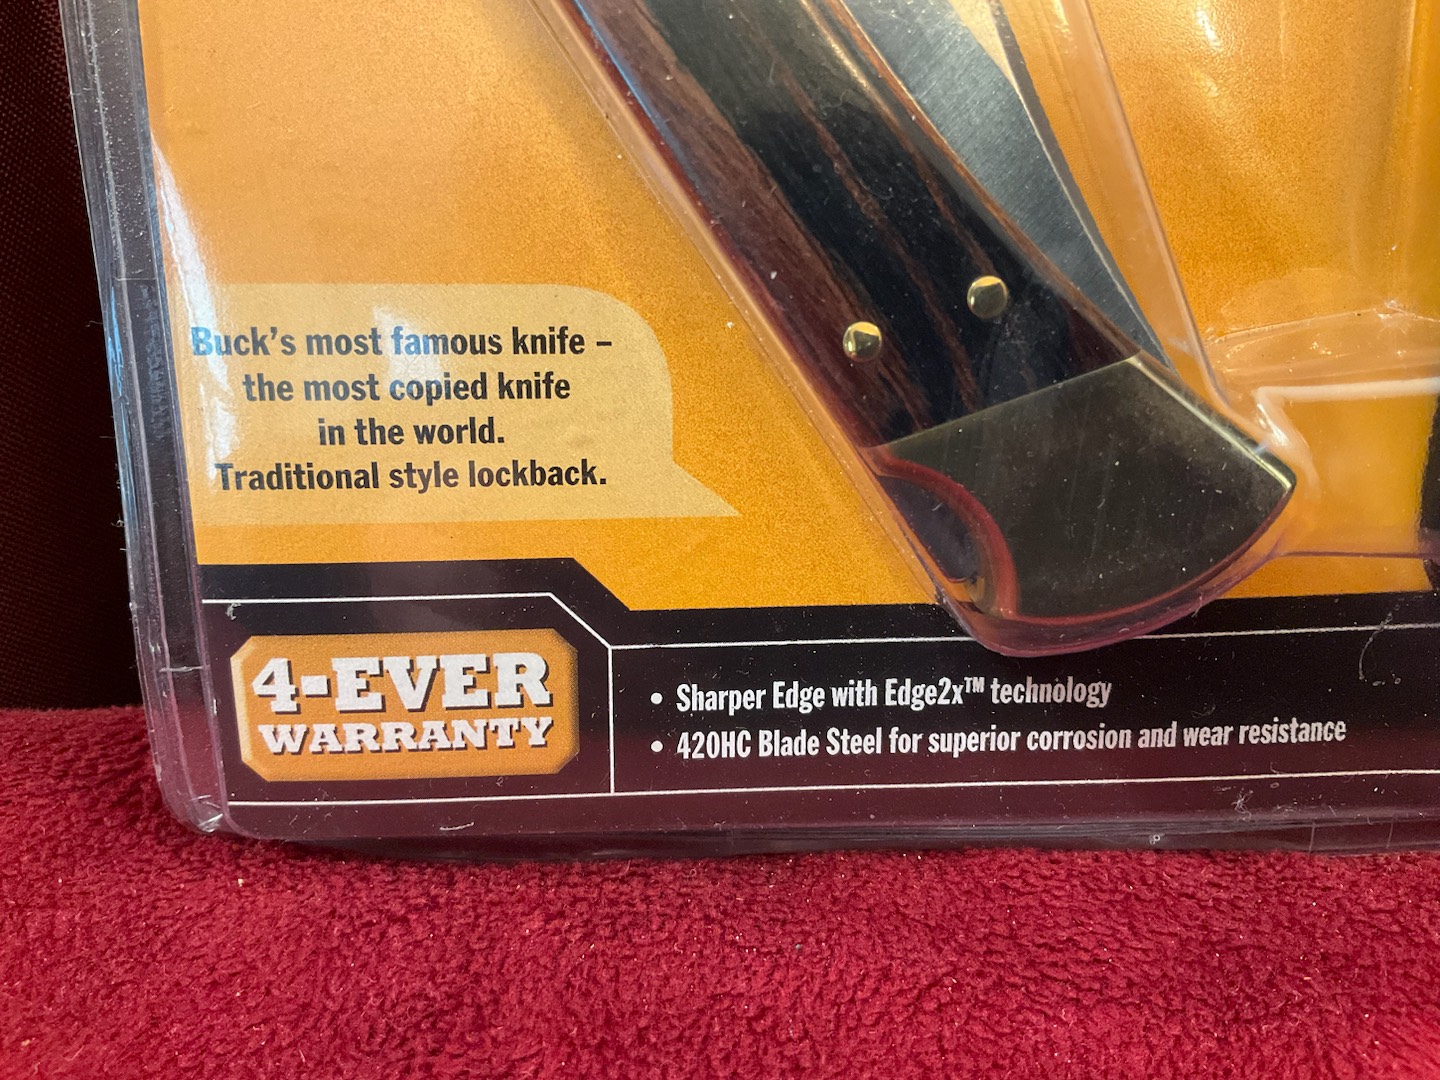 Buck's most famous knife –
the most copied knife
in the world.
Traditional style lockback.
4-EVER
WARRANTY
• Sharper Edge with Edge2x™ technology
• 420HC Blade Steel for superior corrosion and wear resistance